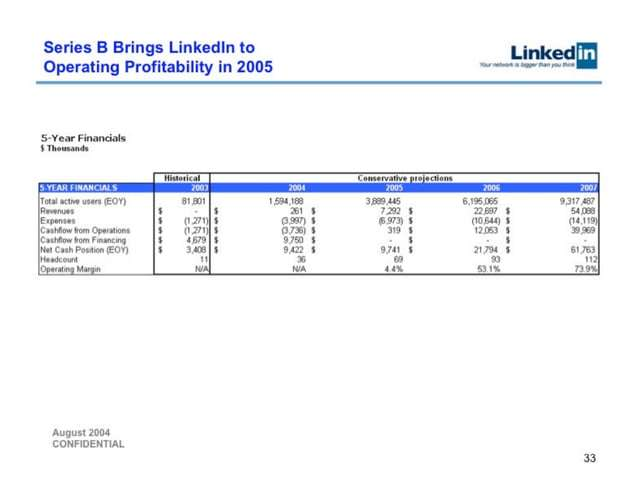 Series B Brings LinkedIn to
Operating Profitability in 2005
Linkedin
Your network is bigger than you think
5-Year Financials
$ Thousands
Historical Conservative projections
5-YEAR FINANCIALS 2003 2004 2005 2006 2007
Total active users (EOY) 81,801 1,594,188 3,889,445 6,195,065 9,317,487
Revenues $ - $ 261 $ 7,292 $ 22,697 $ 54,088
Expenses $ (1,271) $ (3,997) $ (6,973) $ (10,644) $ (14,119)
Cashflow from Operations $ (1,271) $ (3,736) $ 319 $ 12,053 $ 39,969
Cashflow from Financing $ 4,679 $ 9,750 $ - $ - $ -
Net Cash Position (EOY) $ 3,408 $ 9,422 $ 9,741 $ 21,794 $ 61,763
Headcount 11 36 69 93 112
Operating Margin N/A N/A 4.4% 53.1% 73.9%
August 2004
CONFIDENTIAL
33